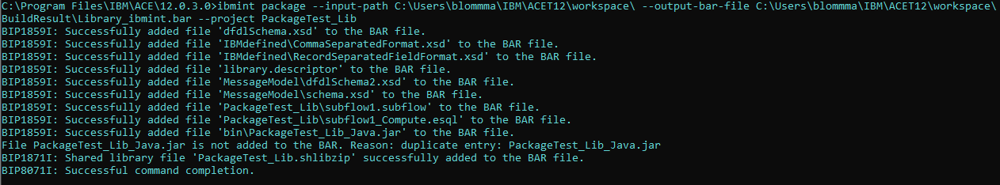 C:\Program Files\IBM\ACE\12.0.3.0>ibmint package --input-path C:\Users\blommma\IBM\ACET12\workspace\ --output-bar-file C:\Users\blommma\IBM\ACET12\workspace\
BuildResult\Library_ibmint.bar --project PackageTest_Lib
BIP1859I: Successfully added file 'dfdlSchema.xsd' to the BAR file.
BIP1859I: Successfully added file 'IBMdefined\CommaSeparatedFormat.xsd' to the BAR file.
BIP1859I: Successfully added file 'IBMdefined\RecordSeparatedFieldFormat.xsd' to the BAR file.
BIP1859I: Successfully added file 'library.descriptor' to the BAR file.
BIP1859I: Successfully added file 'MessageModel\dfdlSchema2.xsd' to the BAR file.
BIP1859I: Successfully added file 'MessageModel\schema.xsd' to the BAR file.
BIP1859I: Successfully added file 'PackageTest_Lib\subflow1.subflow' to the BAR file.
BIP1859I: Successfully added file 'PackageTest_Lib\subflow1_Compute.esql' to the BAR file.
BIP1859I: Successfully added file 'bin\PackageTest_Lib_Java.jar' to the BAR file.
File PackageTest_Lib_Java.jar is not added to the BAR. Reason: duplicate entry: PackageTest_Lib_Java.jar
BIP1871I: Shared library file 'PackageTest_Lib.shlibzip' successfully added to the BAR file.
BIP8071I: Successful command completion.